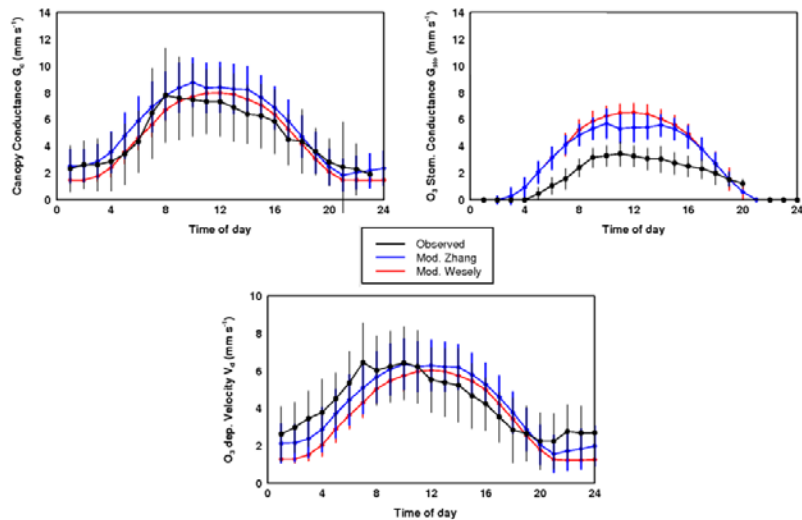 Canopy Conductance G_c (mm s⁻¹)
14
12
10
8
6
4
2
0
0 4 8 12 16 20 24
Time of day
O₃ Stom. Conductance G_sto (mm s⁻¹)
14
12
10
8
6
4
2
0
0 4 8 12 16 20 24
Time of day
Observed
Mod. Zhang
Mod. Wesely
O₃ dep. Velocity V_d (mm s⁻¹)
10
8
6
4
2
0
0 4 8 12 16 20 24
Time of day